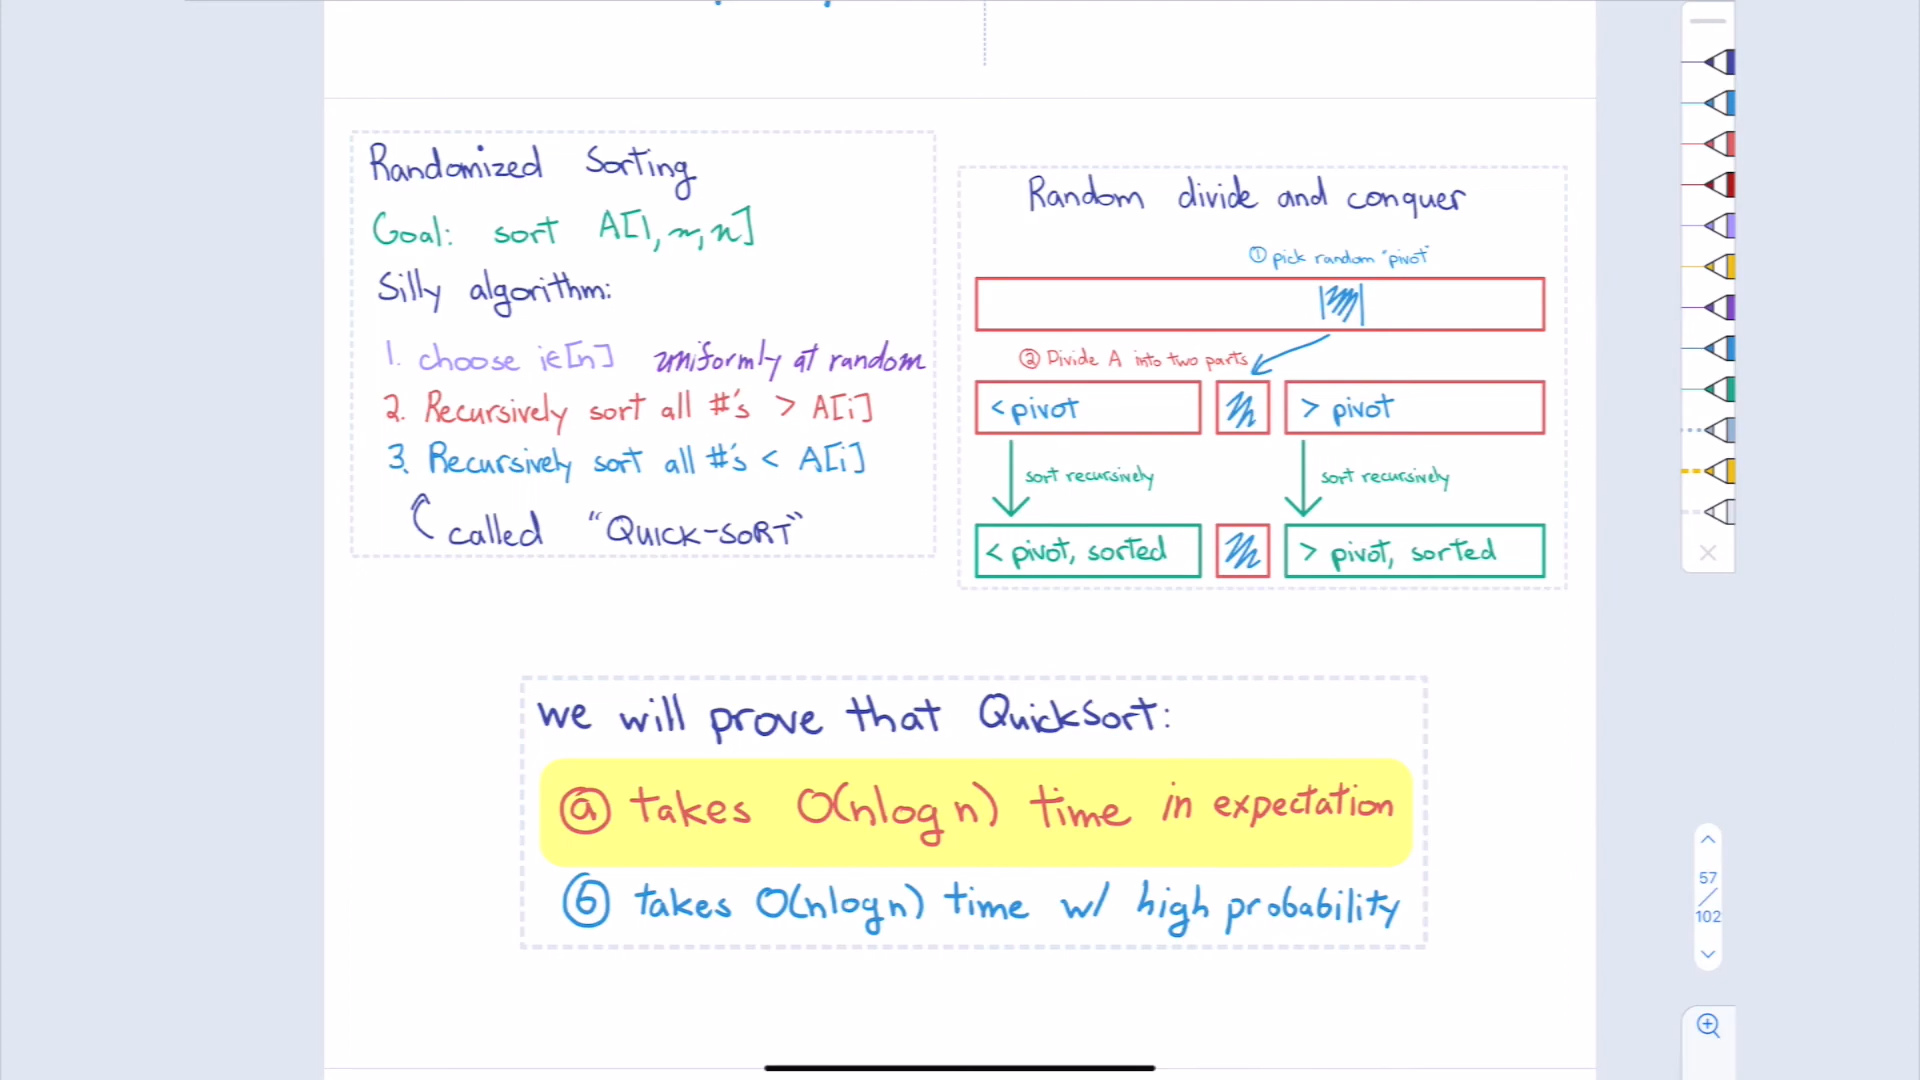 Randomized Sorting
Goal: sort A[1,~,n]
Silly algorithm:
1. choose i∈[n] uniformly at random
2. Recursively sort all #'s > A[i]
3. Recursively sort all #'s < A[i]
called "QUICK-SORT"
Random divide and conquer
① pick random "pivot"
② Divide A into two parts
< pivot
> pivot
sort recursively
sort recursively
< pivot, sorted
> pivot, sorted
we will prove that QuickSort:
ⓐ takes O(nlog n) time in expectation
ⓑ takes O(nlog n) time w/ high probability
57
/
102